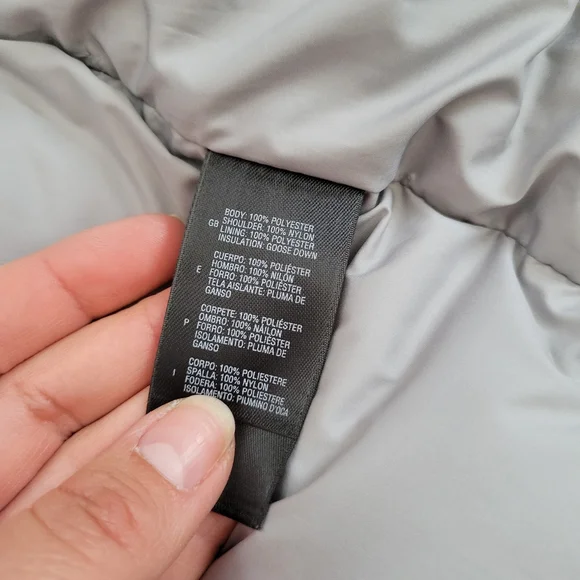 BODY: 100% POLYESTER
SHOULDER: 100% NYLON
GB LINING: 100% POLYESTER
INSULATION: GOOSE DOWN
CUERPO: 100% POLIÉSTER
HOMBRO: 100% NILÓN
E FORRO: 100% POLIÉSTER
TELA AISLANTE: PLUMA DE
GANSO
CORPETE: 100% POLIÉSTER
OMBRO: 100% NÁILON
P FORRO: 100% POLIÉSTER
ISOLAMENTO: PLUMA DE
GANSO
CORPO: 100% POLIESTERE
SPALLA: 100% NYLON
I FODERA: 100% POLIESTERE
ISOLAMENTO: PIUMINO D'OCA